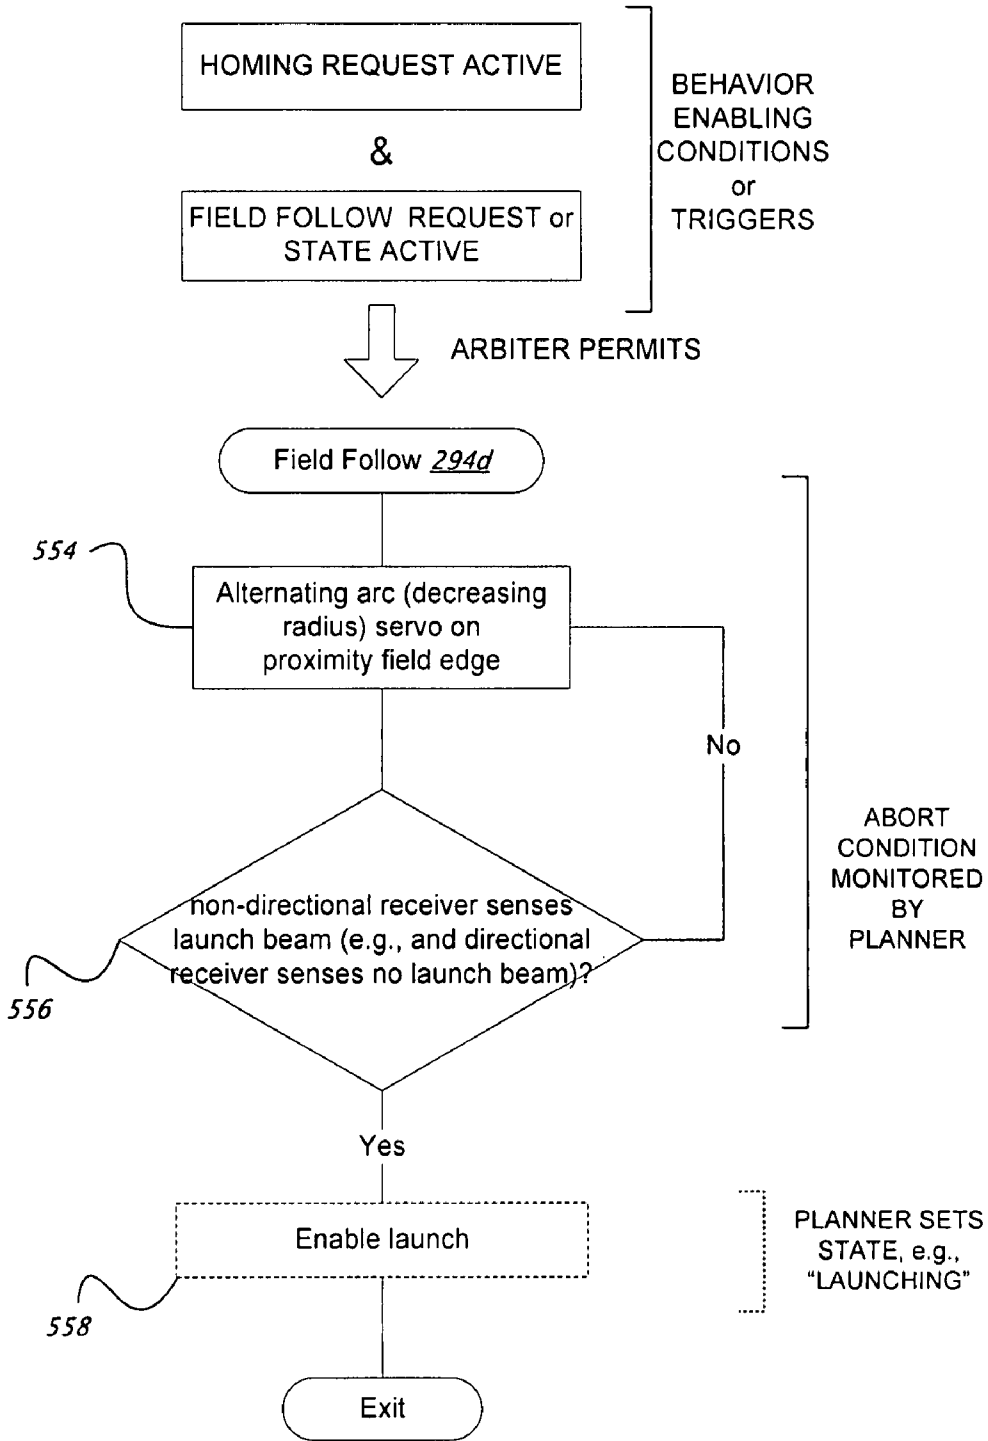 HOMING REQUEST ACTIVE
&
FIELD FOLLOW REQUEST or
STATE ACTIVE
BEHAVIOR
ENABLING
CONDITIONS
or
TRIGGERS
ARBITER PERMITS
Field Follow 294d
554
Alternating arc (decreasing
radius) servo on
proximity field edge
No
non-directional receiver senses
launch beam (e.g., and directional
receiver senses no launch beam)?
556
ABORT
CONDITION
MONITORED
BY
PLANNER
Yes
Enable launch
558
PLANNER SETS
STATE, e.g.,
“LAUNCHING”
Exit